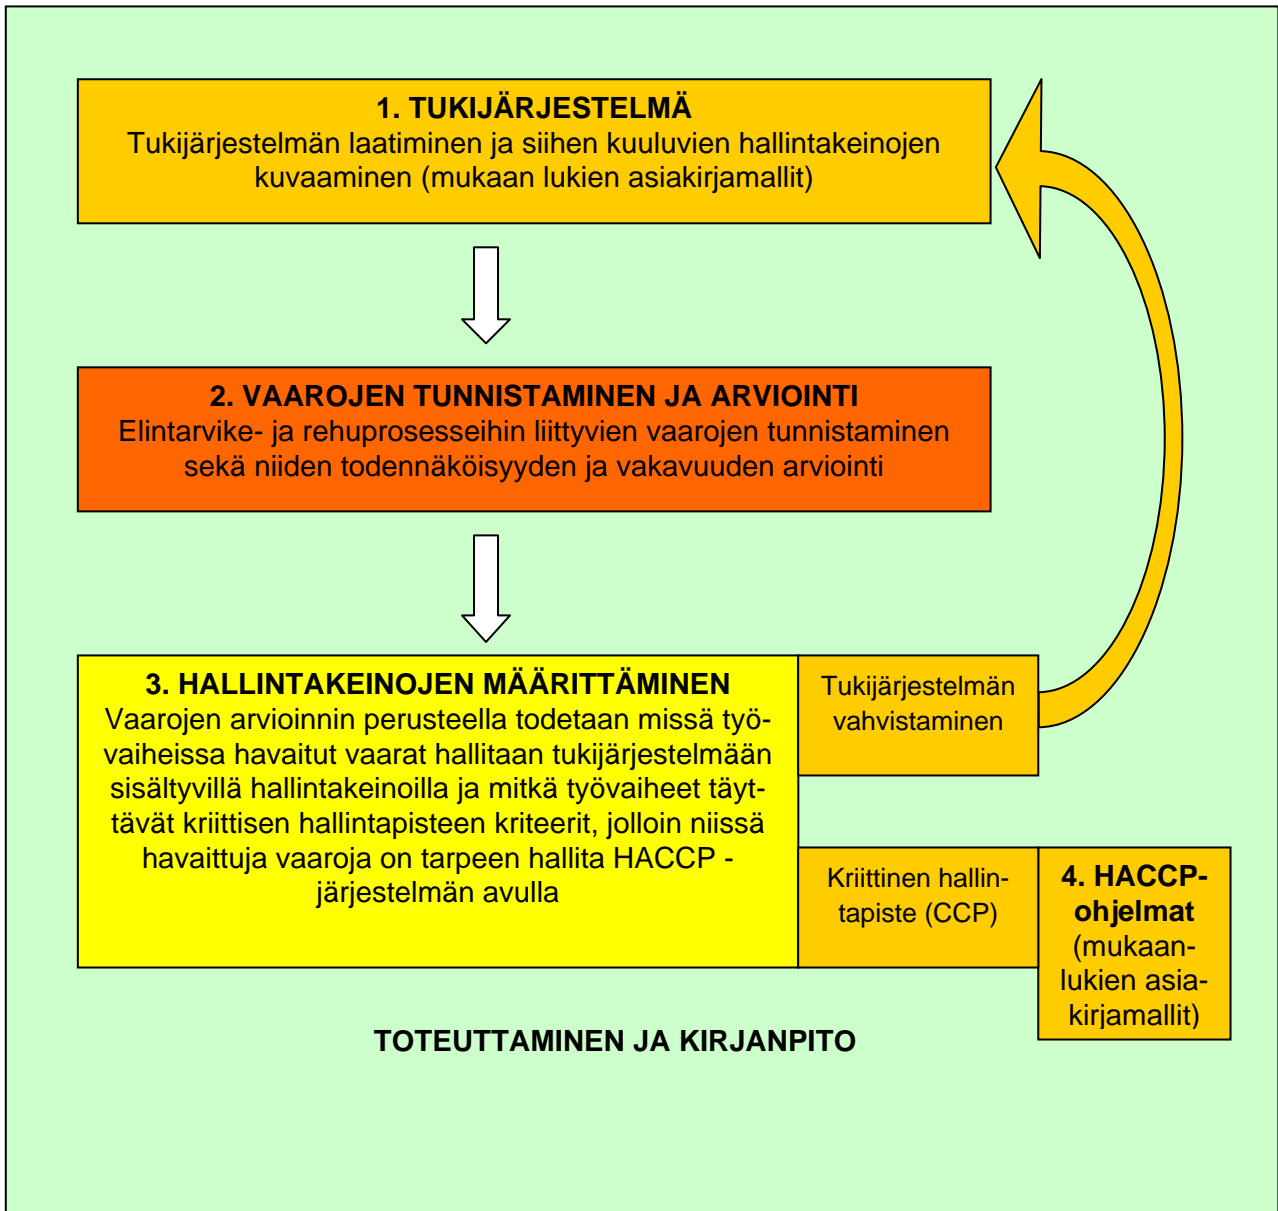 1. TUKIJÄRJESTELMÄ
Tukijärjestelmän laatiminen ja siihen kuuluvien hallintakeinojen
kuvaaminen (mukaan lukien asiakirjamallit)
2. VAAROJEN TUNNISTAMINEN JA ARVIOINTI
Elintarvike- ja rehuprosesseihin liittyvien vaarojen tunnistaminen
sekä niiden todennäköisyyden ja vakavuuden arviointi
3. HALLINTAKEINOJEN MÄÄRITTÄMINEN
Vaarojen arvioinnin perusteella todetaan missä työ-
vaiheissa havaitut vaarat hallitaan tukijärjestelmään
sisältyvillä hallintakeinoilla ja mitkä työvaiheet täyt-
tävät kriittisen hallintapisteen kriteerit, jolloin niissä
havaittuja vaaroja on tarpeen hallita HACCP -
järjestelmän avulla
Tukijärjestelmän
vahvistaminen
Kriittinen hallin-
tapiste (CCP)
4. HACCP-
ohjelmat
(mukaan-
lukien asia-
kirjamallit)
TOTEUTTAMINEN JA KIRJANPITO